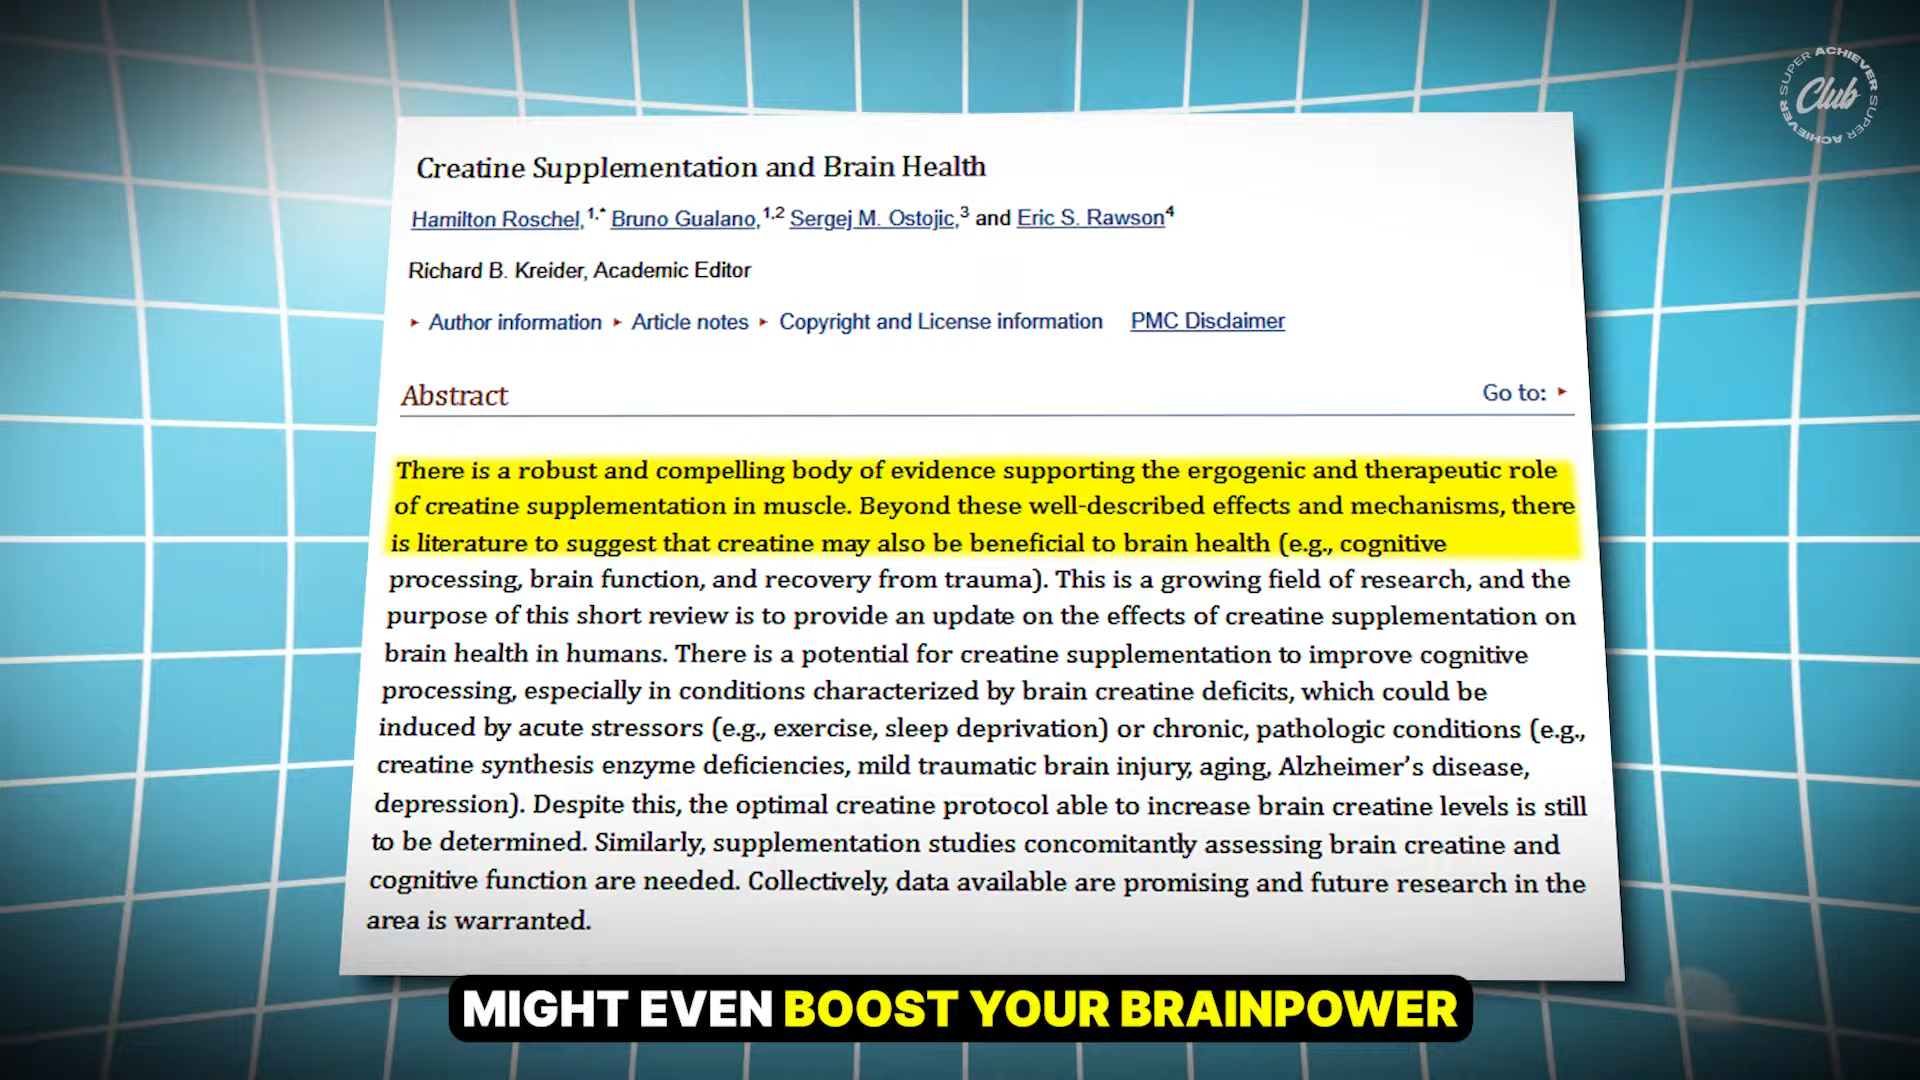 SUPER ACHIEVER SUPER ACHIEVER
Club
Creatine Supplementation and Brain Health
Hamilton Roschel,1,* Bruno Gualano,1,2 Sergej M. Ostojic,3 and Eric S. Rawson4
Richard B. Kreider, Academic Editor
▸ Author information ▸ Article notes ▸ Copyright and License information PMC Disclaimer
Abstract Go to: ▸
There is a robust and compelling body of evidence supporting the ergogenic and therapeutic role
of creatine supplementation in muscle. Beyond these well-described effects and mechanisms, there
is literature to suggest that creatine may also be beneficial to brain health (e.g., cognitive
processing, brain function, and recovery from trauma). This is a growing field of research, and the
purpose of this short review is to provide an update on the effects of creatine supplementation on
brain health in humans. There is a potential for creatine supplementation to improve cognitive
processing, especially in conditions characterized by brain creatine deficits, which could be
induced by acute stressors (e.g., exercise, sleep deprivation) or chronic, pathologic conditions (e.g.,
creatine synthesis enzyme deficiencies, mild traumatic brain injury, aging, Alzheimer's disease,
depression). Despite this, the optimal creatine protocol able to increase brain creatine levels is still
to be determined. Similarly, supplementation studies concomitantly assessing brain creatine and
cognitive function are needed. Collectively, data available are promising and future research in the
area is warranted.
MIGHT EVEN BOOST YOUR BRAINPOWER